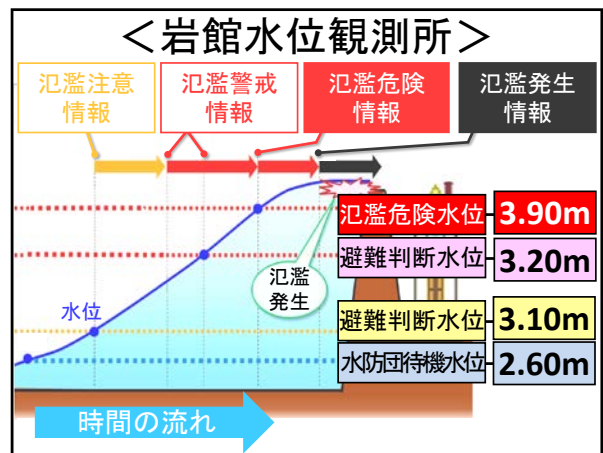 ＜岩館水位観測所＞
氾濫注意
情報
氾濫警戒
情報
氾濫危険
情報
氾濫発生
情報
氾濫危険水位 3.90m
避難判断水位 3.20m
氾濫
発生
水位
避難判断水位 3.10m
水防団待機水位 2.60m
時間の流れ